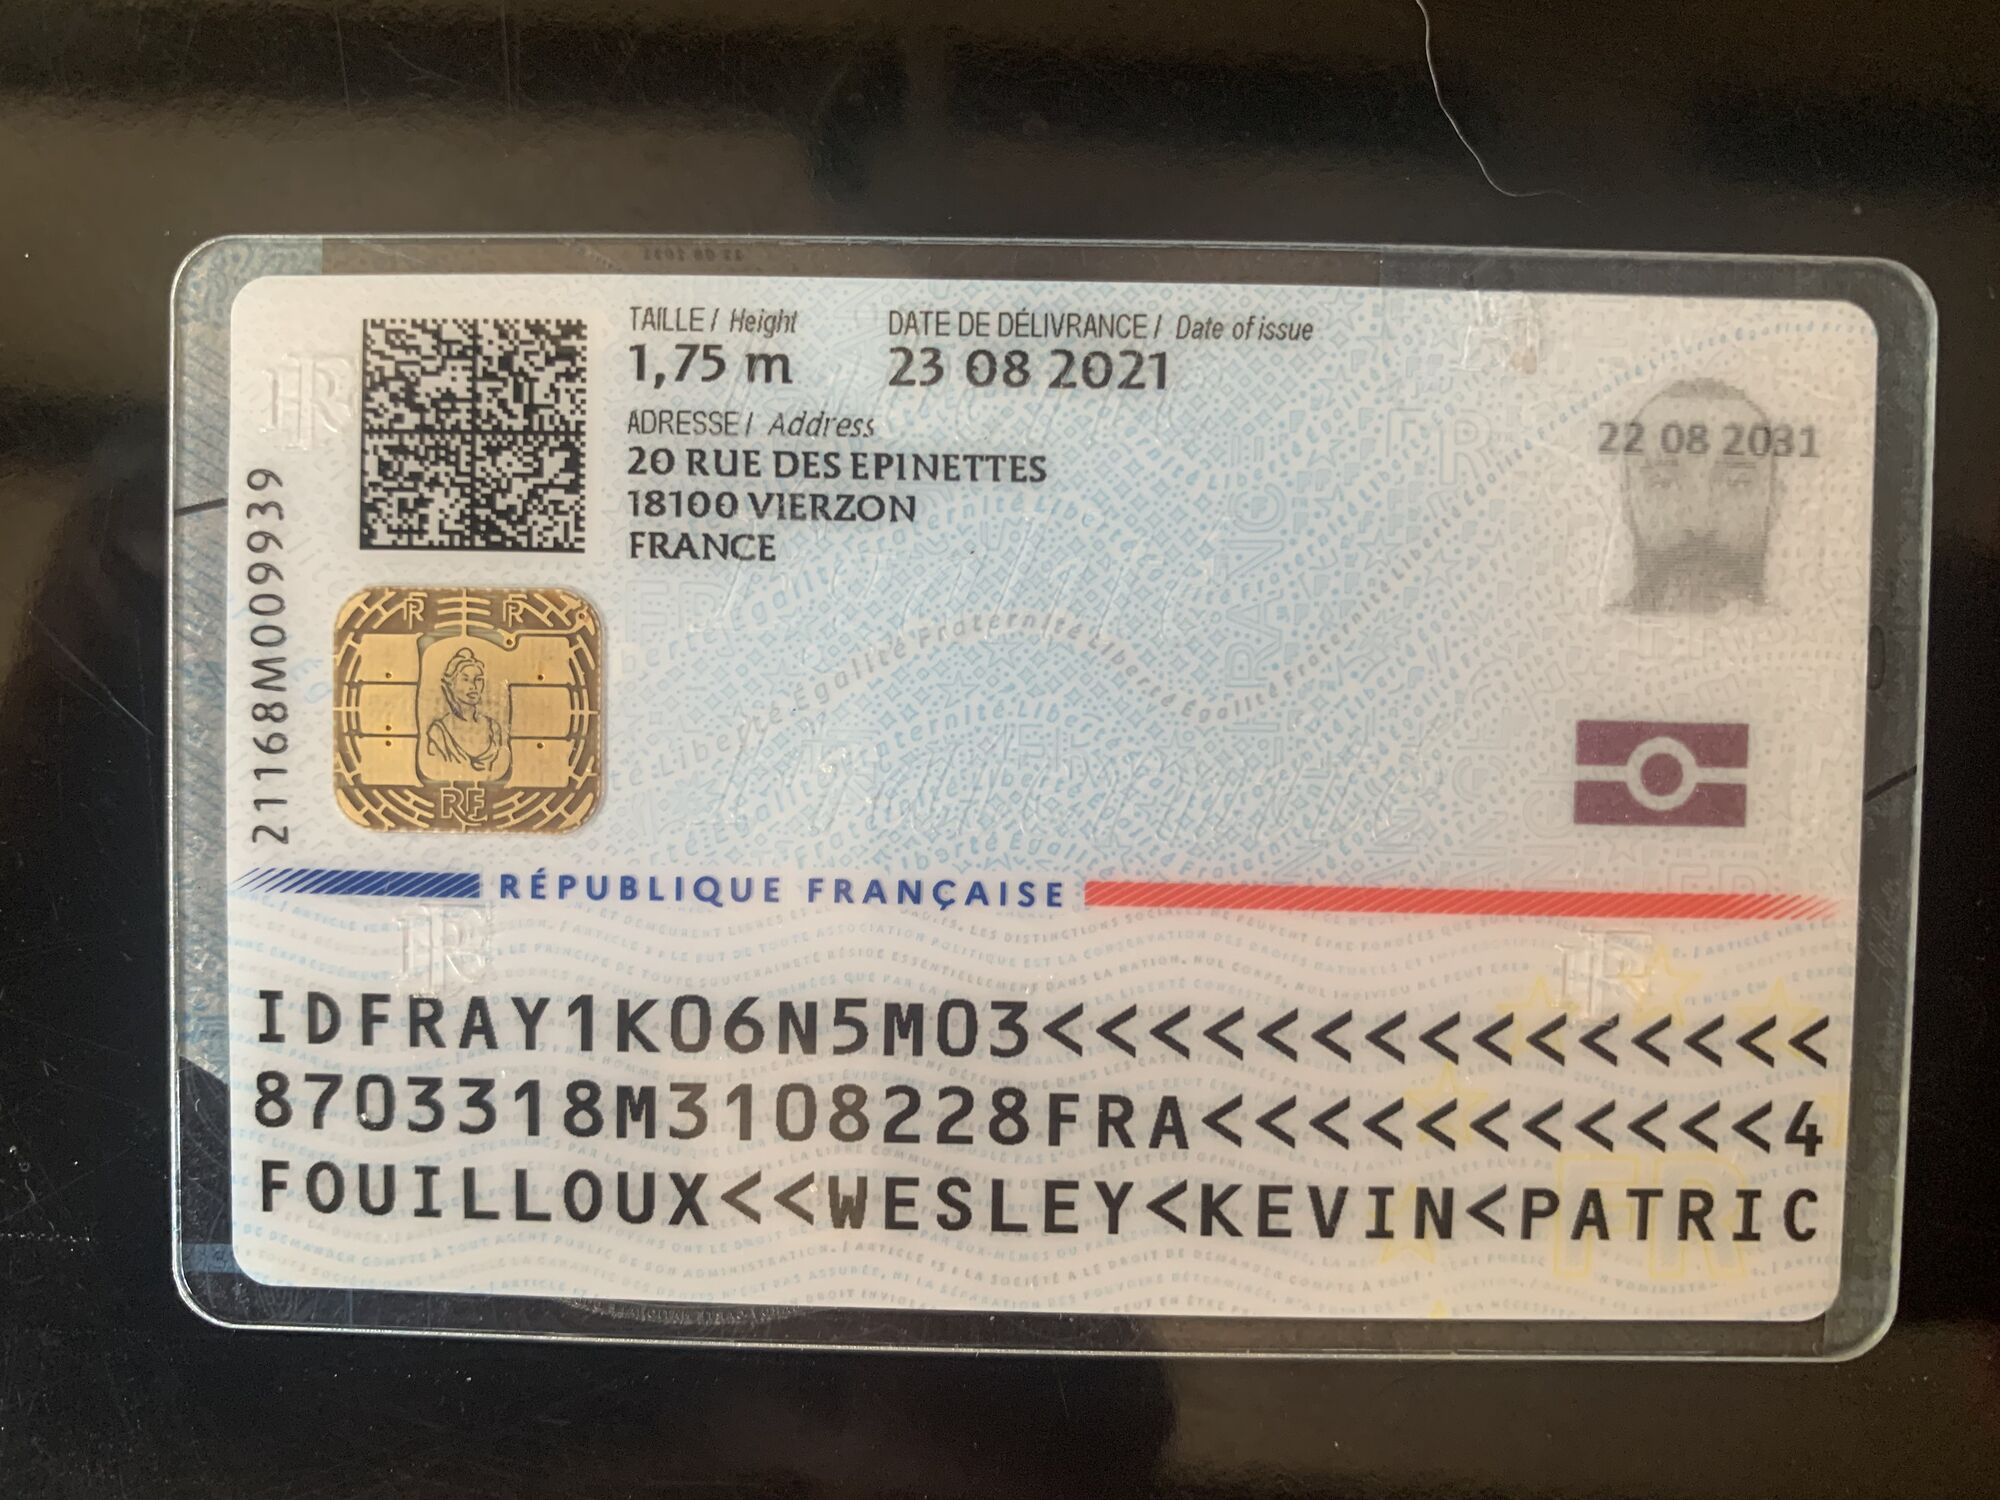 TAILLE / Height
1,75 m
DATE DE DÉLIVRANCE / Date of issue
23 08 2021
ADRESSE / Address
20 RUE DES EPINETTES
18100 VIERZON
FRANCE
22 08 2031
21168M009939
RÉPUBLIQUE FRANÇAISE
IDFRAY1K06N5M03<<<<<<<<<<<<<<<
8703318M3108228FRA<<<<<<<<<<<4
FOUILLOUX<<WESLEY<KEVIN<PATRIC